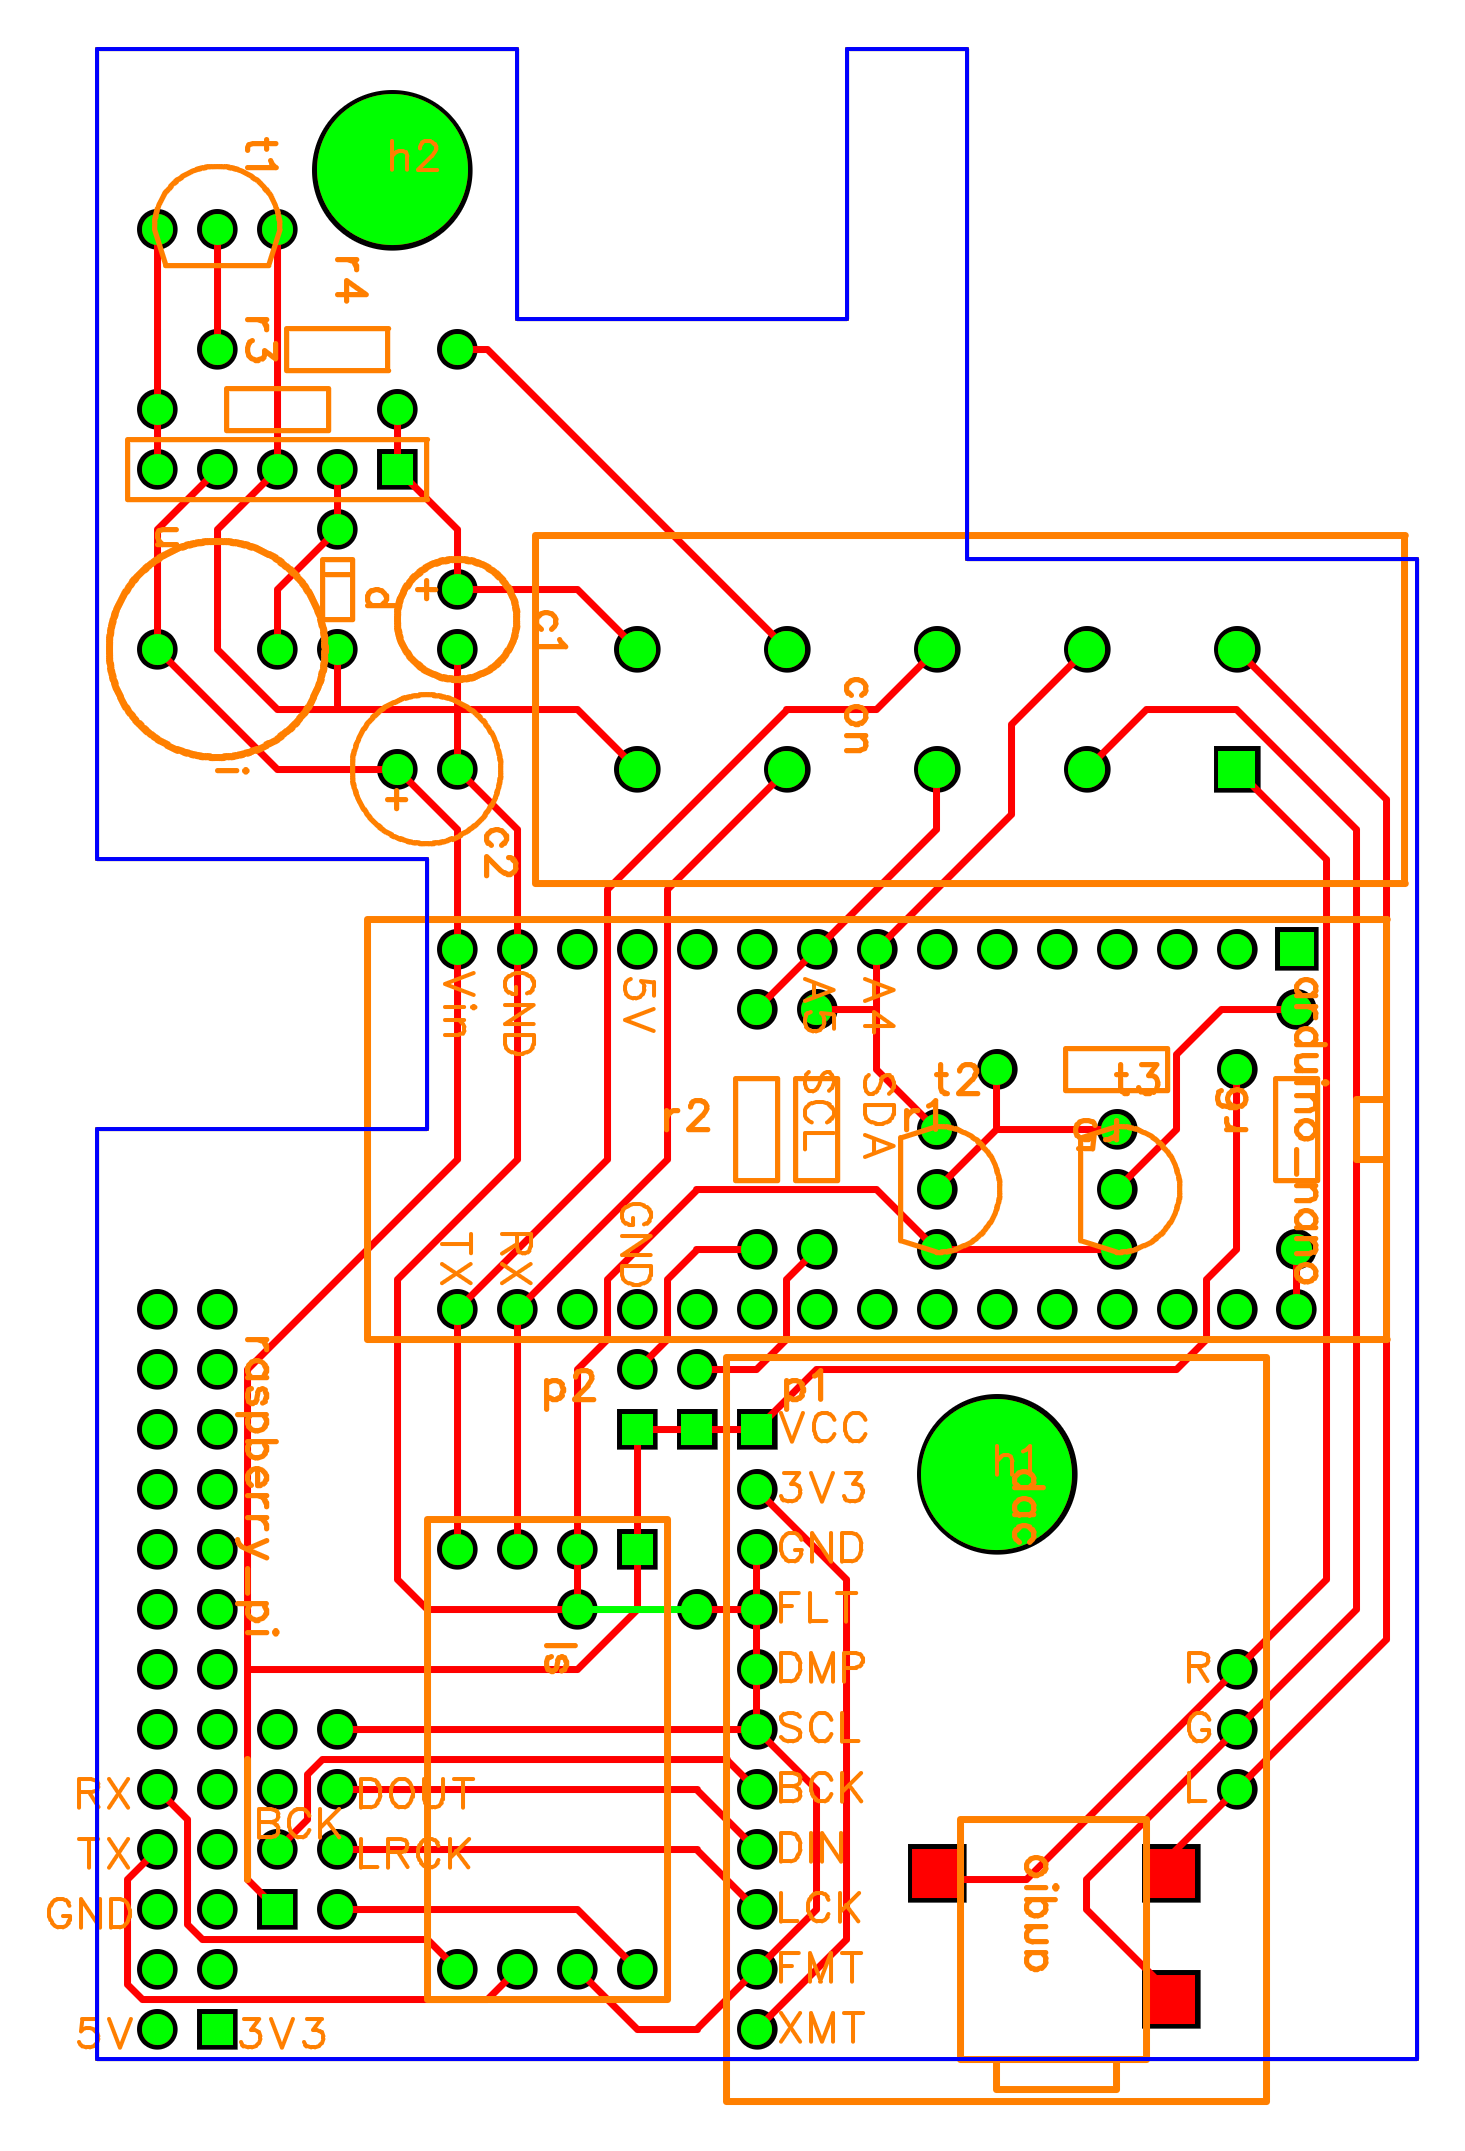 t1
h2
r4
r3
u
+
d
c1
con
i
+
c2
Vin
GND
5V
A5
A4
arduino_nano
SCL
SDA
t2
t3
r2
r1
r9
TX
RX
GND
raspberry_pi
p2
p1
VCC
3V3
h1
dac
GND
FLT
ls
DMP
R
SCL
G
RX
DOUT
BCK
L
BCK
TX
LRCK
DIN
audio
GND
LCK
FMT
5V
3V3
XMT